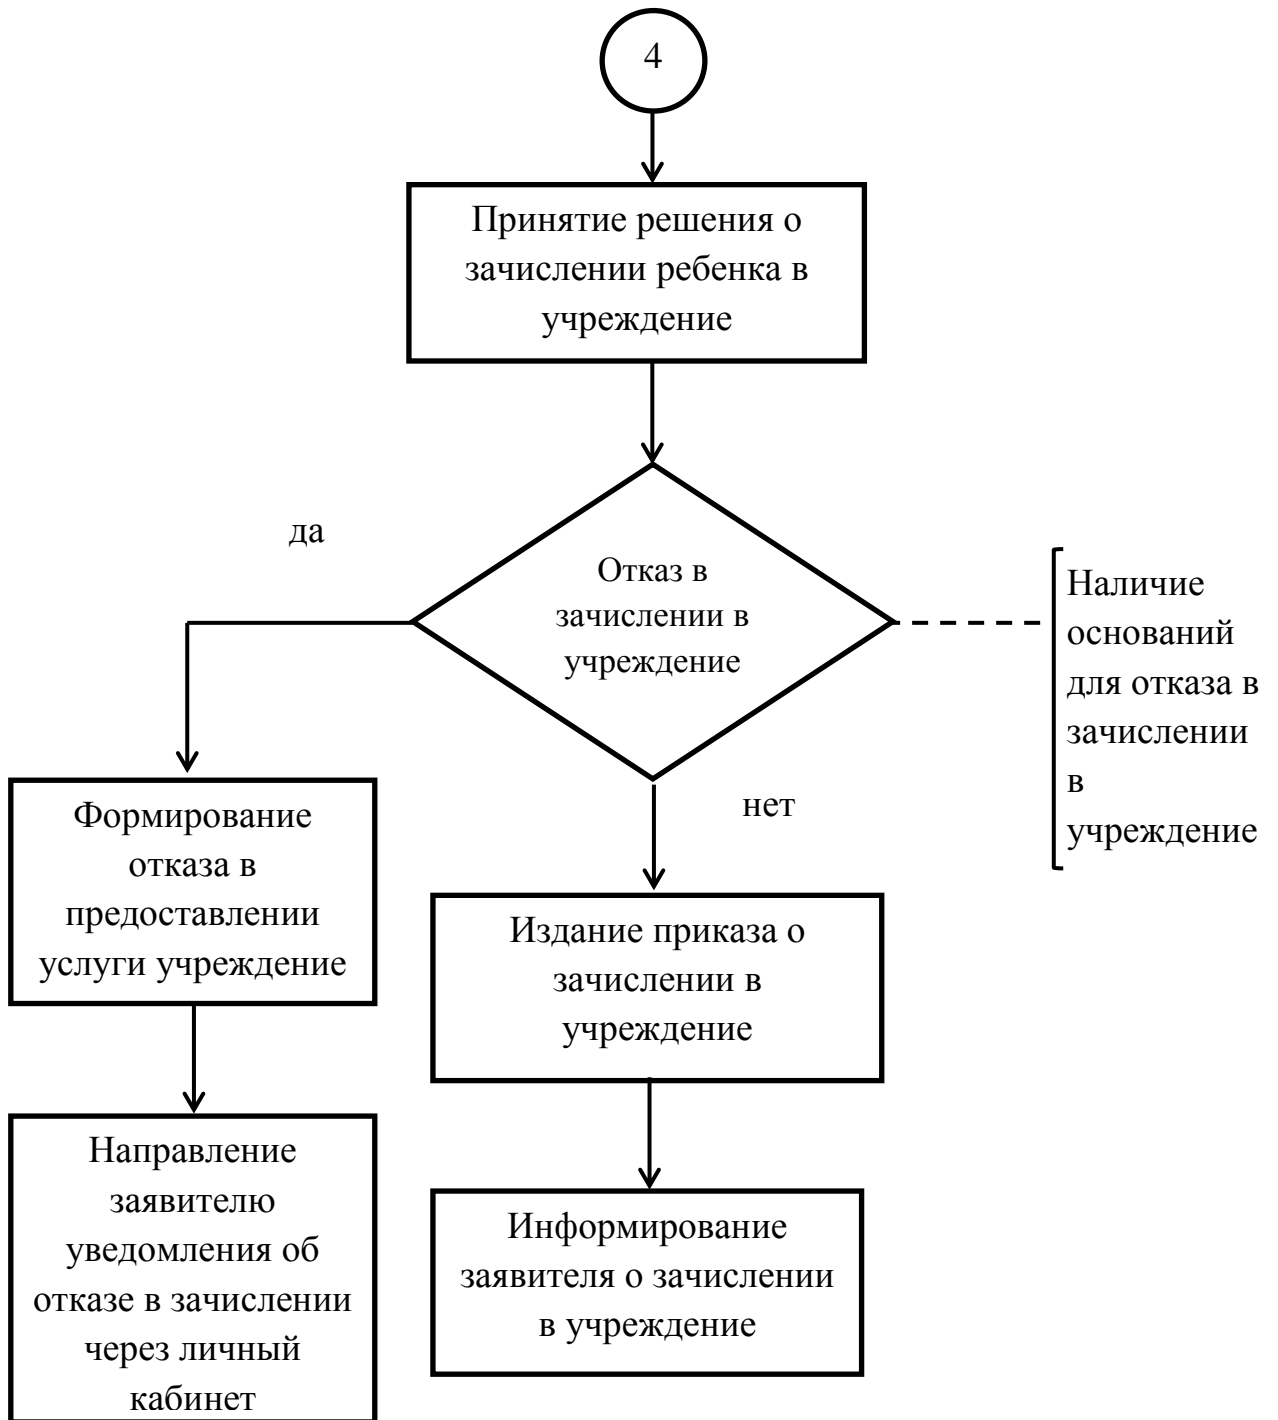 4
Принятие решения о
зачислении ребенка в
учреждение
да
Отказ в
зачислении в
учреждение
Наличие
оснований
для отказа в
зачислении
в
учреждение
нет
Формирование
отказа в
предоставлении
услуги учреждение
Издание приказа о
зачислении в
учреждение
Направление
заявителю
уведомления об
отказе в зачислении
через личный
кабинет
Информирование
заявителя о зачислении
в учреждение